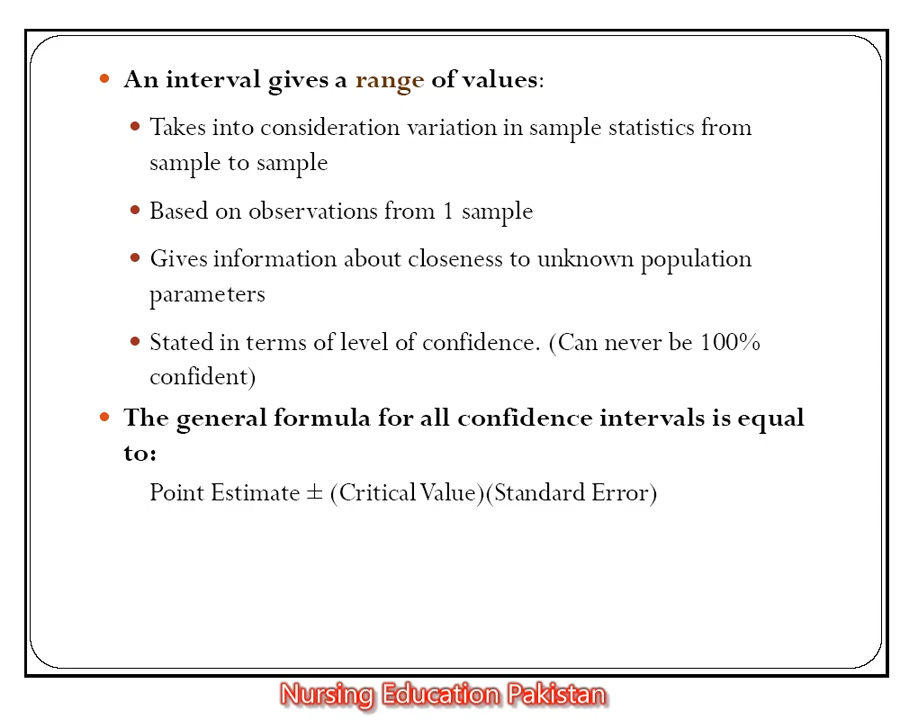 • An interval gives a range of values:
• Takes into consideration variation in sample statistics from
sample to sample
• Based on observations from 1 sample
• Gives information about closeness to unknown population
parameters
• Stated in terms of level of confidence. (Can never be 100%
confident)
• The general formula for all confidence intervals is equal
to:
Point Estimate ± (Critical Value)(Standard Error)
Nursing Education Pakistan